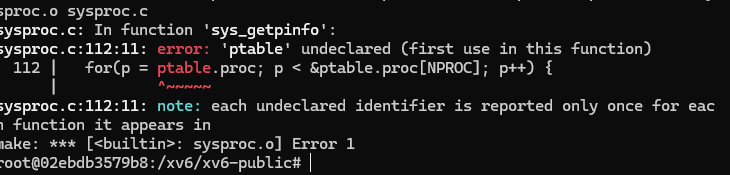 sysproc.o sysproc.c
sysproc.c: In function 'sys_getpinfo':
sysproc.c:112:11: error: 'ptable' undeclared (first use in this function)
112 |   for(p = ptable.proc; p < &ptable.proc[NPROC]; p++) {
|           ^~~~~~
sysproc.c:112:11: note: each undeclared identifier is reported only once for eac
h function it appears in
make: *** [<builtin>: sysproc.o] Error 1
root@02ebdb3579b8:/xv6/xv6-public#